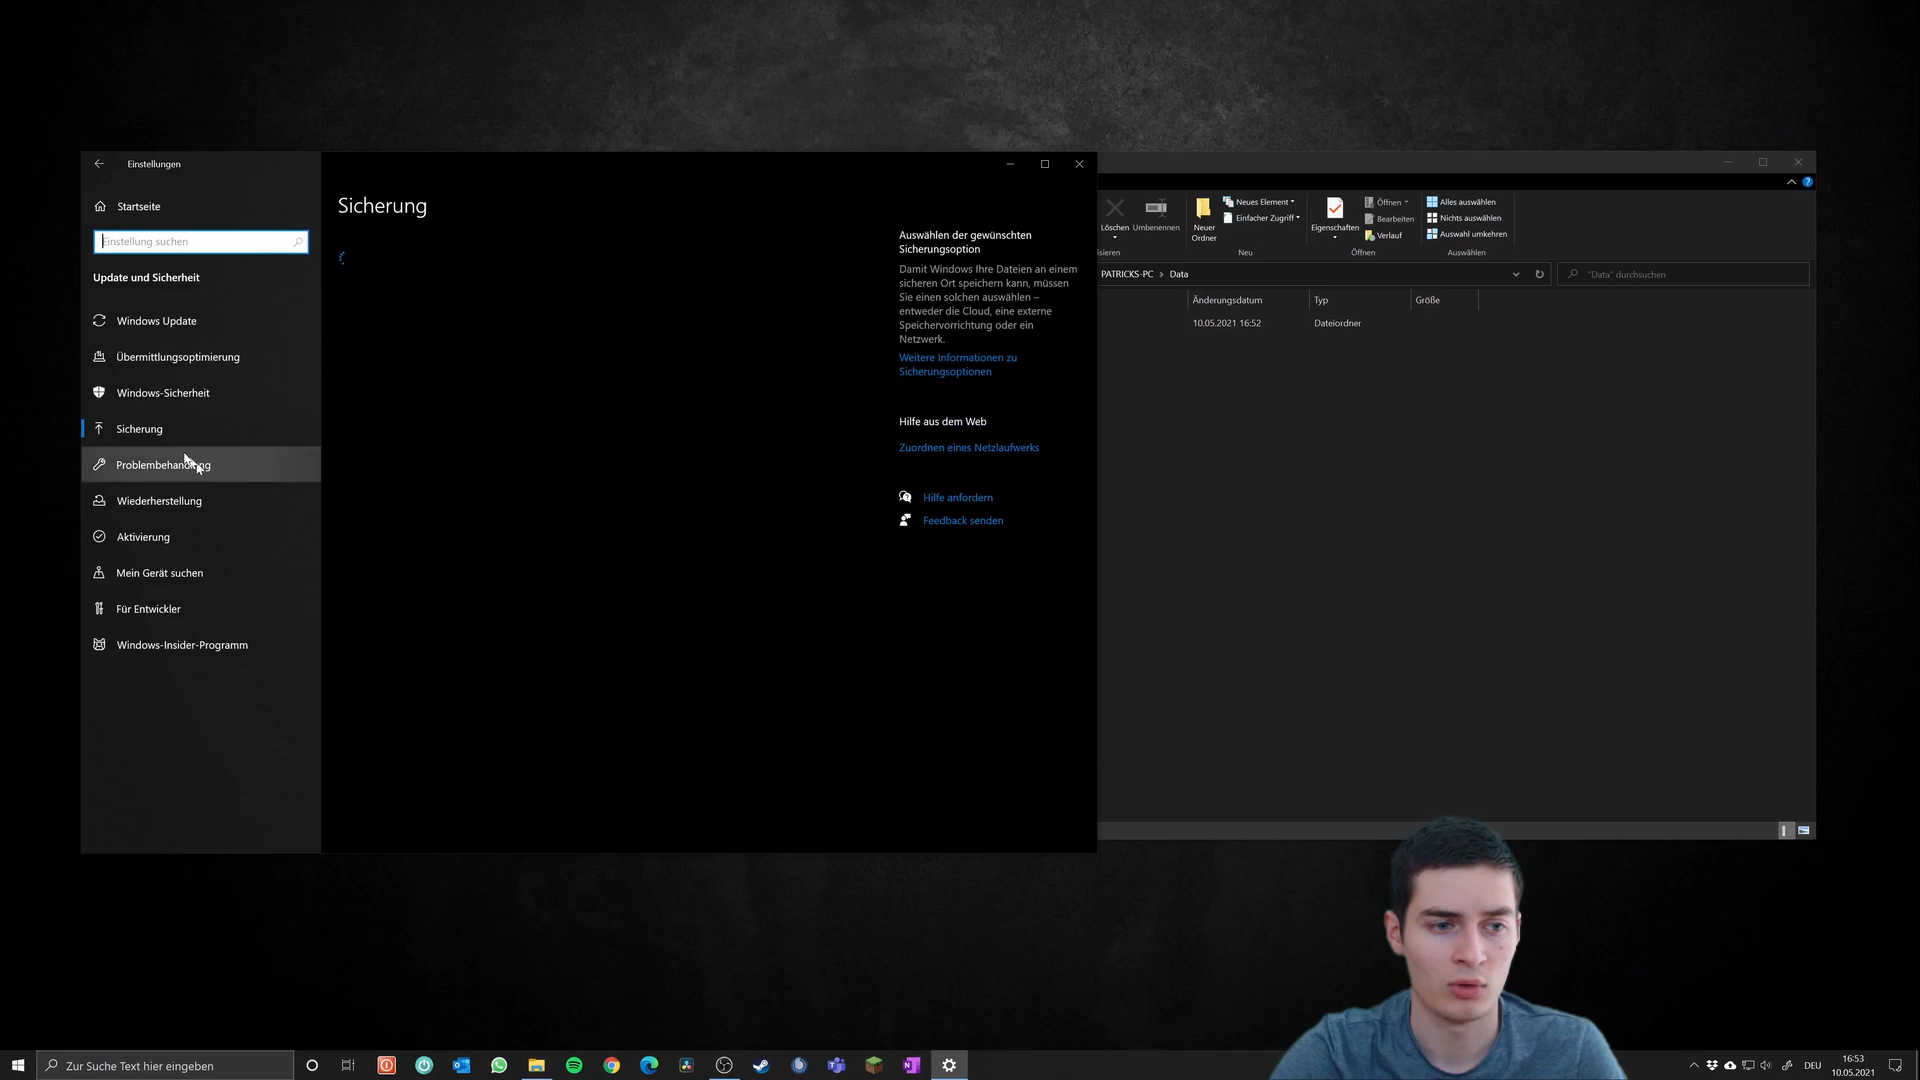 Einstellungen
Startseite
Einstellung suchen
Update und Sicherheit
Windows Update
Übermittlungsoptimierung
Windows-Sicherheit
Sicherung
Problembehandlung
Wiederherstellung
Aktivierung
Mein Gerät suchen
Für Entwickler
Windows-Insider-Programm
Sicherung
Auswählen der gewünschten
Sicherungsoption
Damit Windows Ihre Dateien an einem
sicheren Ort speichern kann, müssen
Sie einen solchen auswählen –
entweder die Cloud, eine externe
Speichervorrichtung oder ein
Netzwerk.
Weitere Informationen zu
Sicherungsoptionen
Hilfe aus dem Web
Zuordnen eines Netzlaufwerks
Hilfe anfordern
Feedback senden
Löschen
Umbenennen
isieren
Neuer
Ordner
Neues Element
Einfacher Zugriff
Neu
Eigenschaften
Öffnen
Bearbeiten
Verlauf
Öffnen
Alles auswählen
Nichts auswählen
Auswahl umkehren
Auswählen
PATRICKS-PC > Data
"Data" durchsuchen
Änderungsdatum Typ Größe
10.05.2021 16:52 Dateiordner
Zur Suche Text hier eingeben
DEU
16:53
10.05.2021